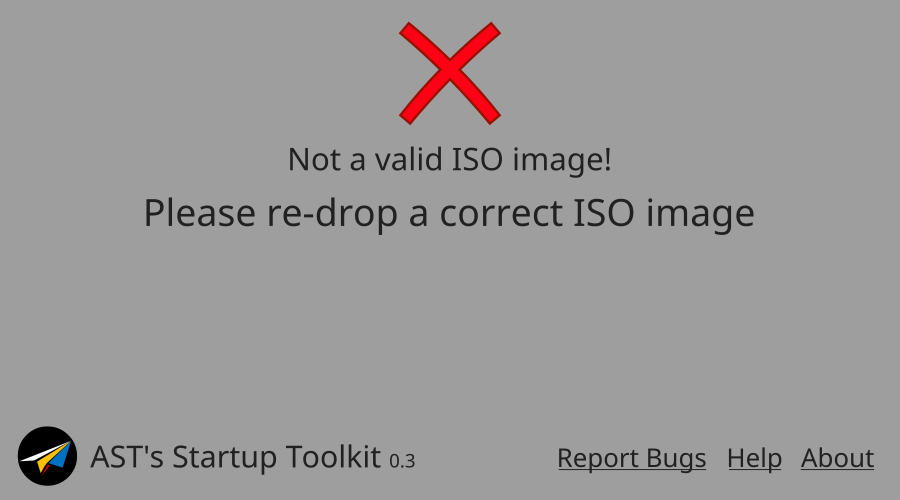 Not a valid ISO image!
Please re-drop a correct ISO image
AST's Startup Toolkit 0.3
Report Bugs Help About